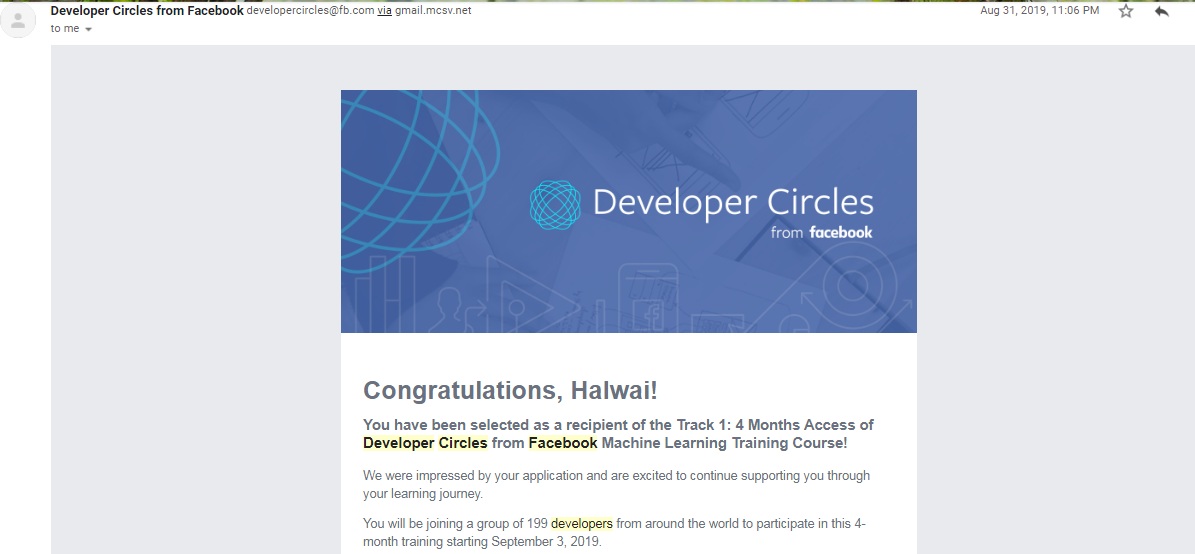 Developer Circles from Facebook developercircles@fb.com via gmail.mcsv.net
Aug 31, 2019, 11:06 PM
to me
Developer Circles
from facebook
Congratulations, Halwai!
You have been selected as a recipient of the Track 1: 4 Months Access of
Developer Circles from Facebook Machine Learning Training Course!
We were impressed by your application and are excited to continue supporting you through
your learning journey.
You will be joining a group of 199 developers from around the world to participate in this 4-
month training starting September 3, 2019.